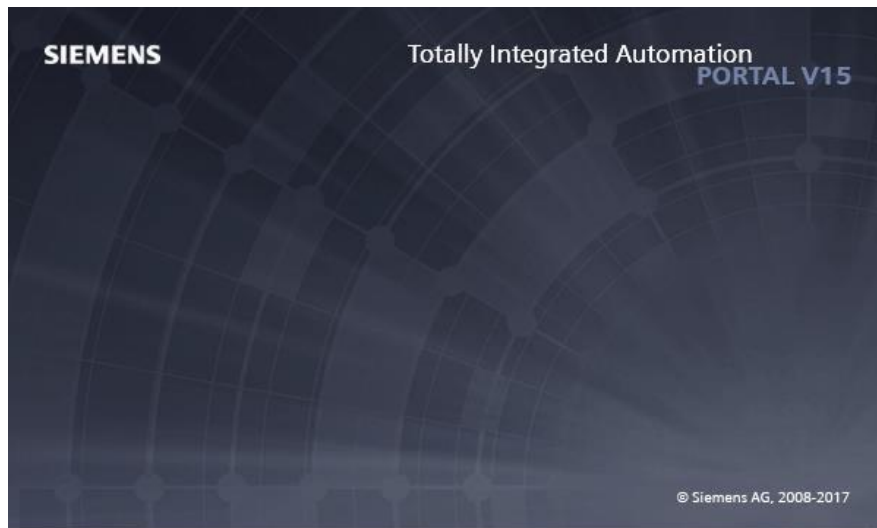 SIEMENS
Totally Integrated Automation
PORTAL V15
© Siemens AG, 2008-2017